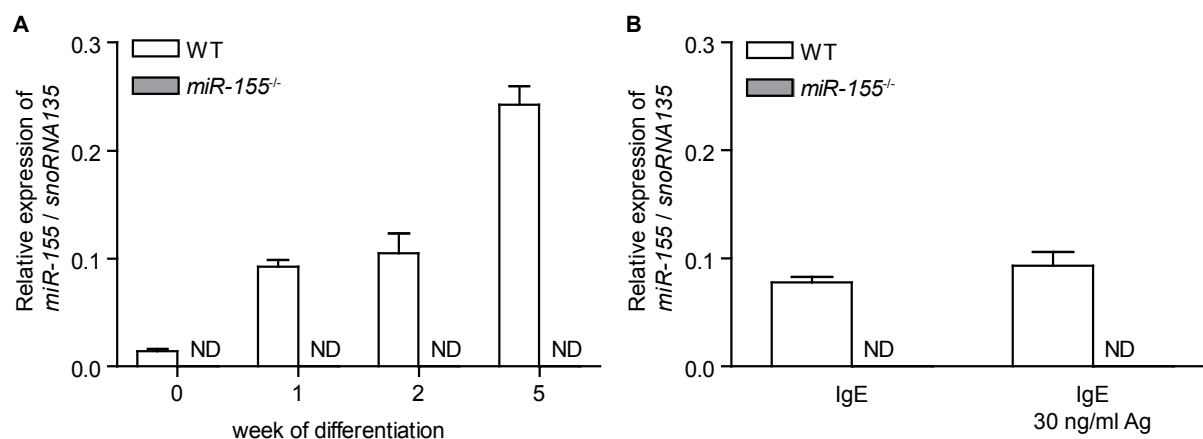 A
WT
miR-155-/-
Relative expression of
miR-155 / snoRNA135
0.3
0.2
0.1
0.0
ND
ND
ND
ND
0
1
2
5
week of differentiation
B
WT
miR-155-/-
Relative expression of
miR-155 / snoRNA135
0.3
0.2
0.1
0.0
ND
ND
IgE
IgE
30 ng/ml Ag